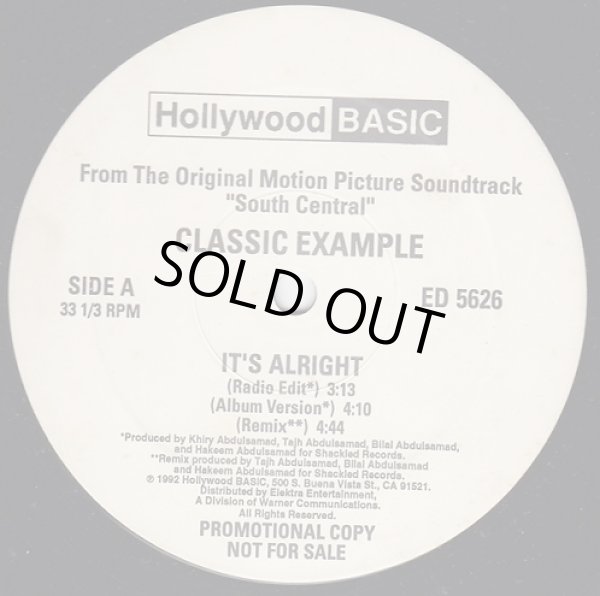 Hollywood BASIC
From The Original Motion Picture Soundtrack
"South Central"
CLASSIC EXAMPLE
SIDE A
33 1/3 RPM
SOLD OUT
ED 5626
IT'S ALRIGHT
(Radio Edit*) 3:13
(Album Version*) 4:10
(Remix**) 4:44
*Produced by Khiry Abdulsamad, Tajh Abdulsamad, Bilal Abdulsamad,
and Hakeem Abdulsamad for Shackled Records.
**Remix produced by Tajh Abdulsamad, Bilal Abdulsamad
and Hakeem Abdulsamad for Shackled Records.
℗ 1992 Hollywood BASIC, 500 S. Buena Vista St., CA 91521.
Distributed by Elektra Entertainment,
A Division of Warner Communications.
All Rights Reserved.
PROMOTIONAL COPY
NOT FOR SALE